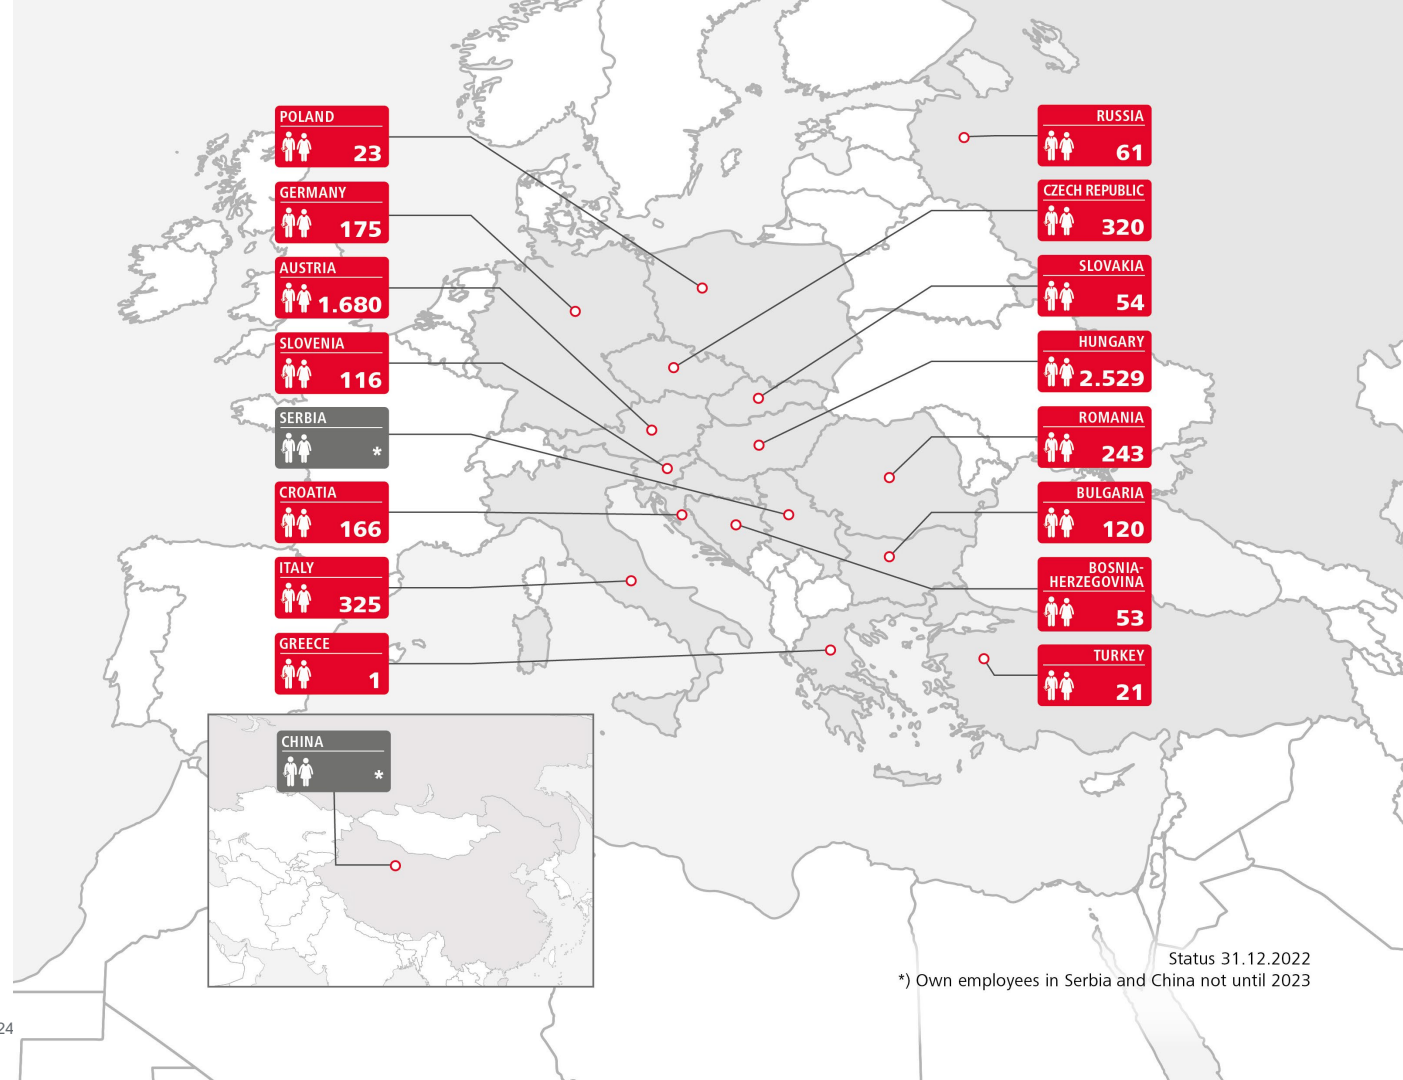 POLAND
23
GERMANY
175
AUSTRIA
1.680
SLOVENIA
116
SERBIA
*
CROATIA
166
ITALY
325
GREECE
1
CHINA
*
RUSSIA
61
CZECH REPUBLIC
320
SLOVAKIA
54
HUNGARY
2.529
ROMANIA
243
BULGARIA
120
BOSNIA-
HERZEGOVINA
53
TURKEY
21
Status 31.12.2022
*) Own employees in Serbia and China not until 2023
24